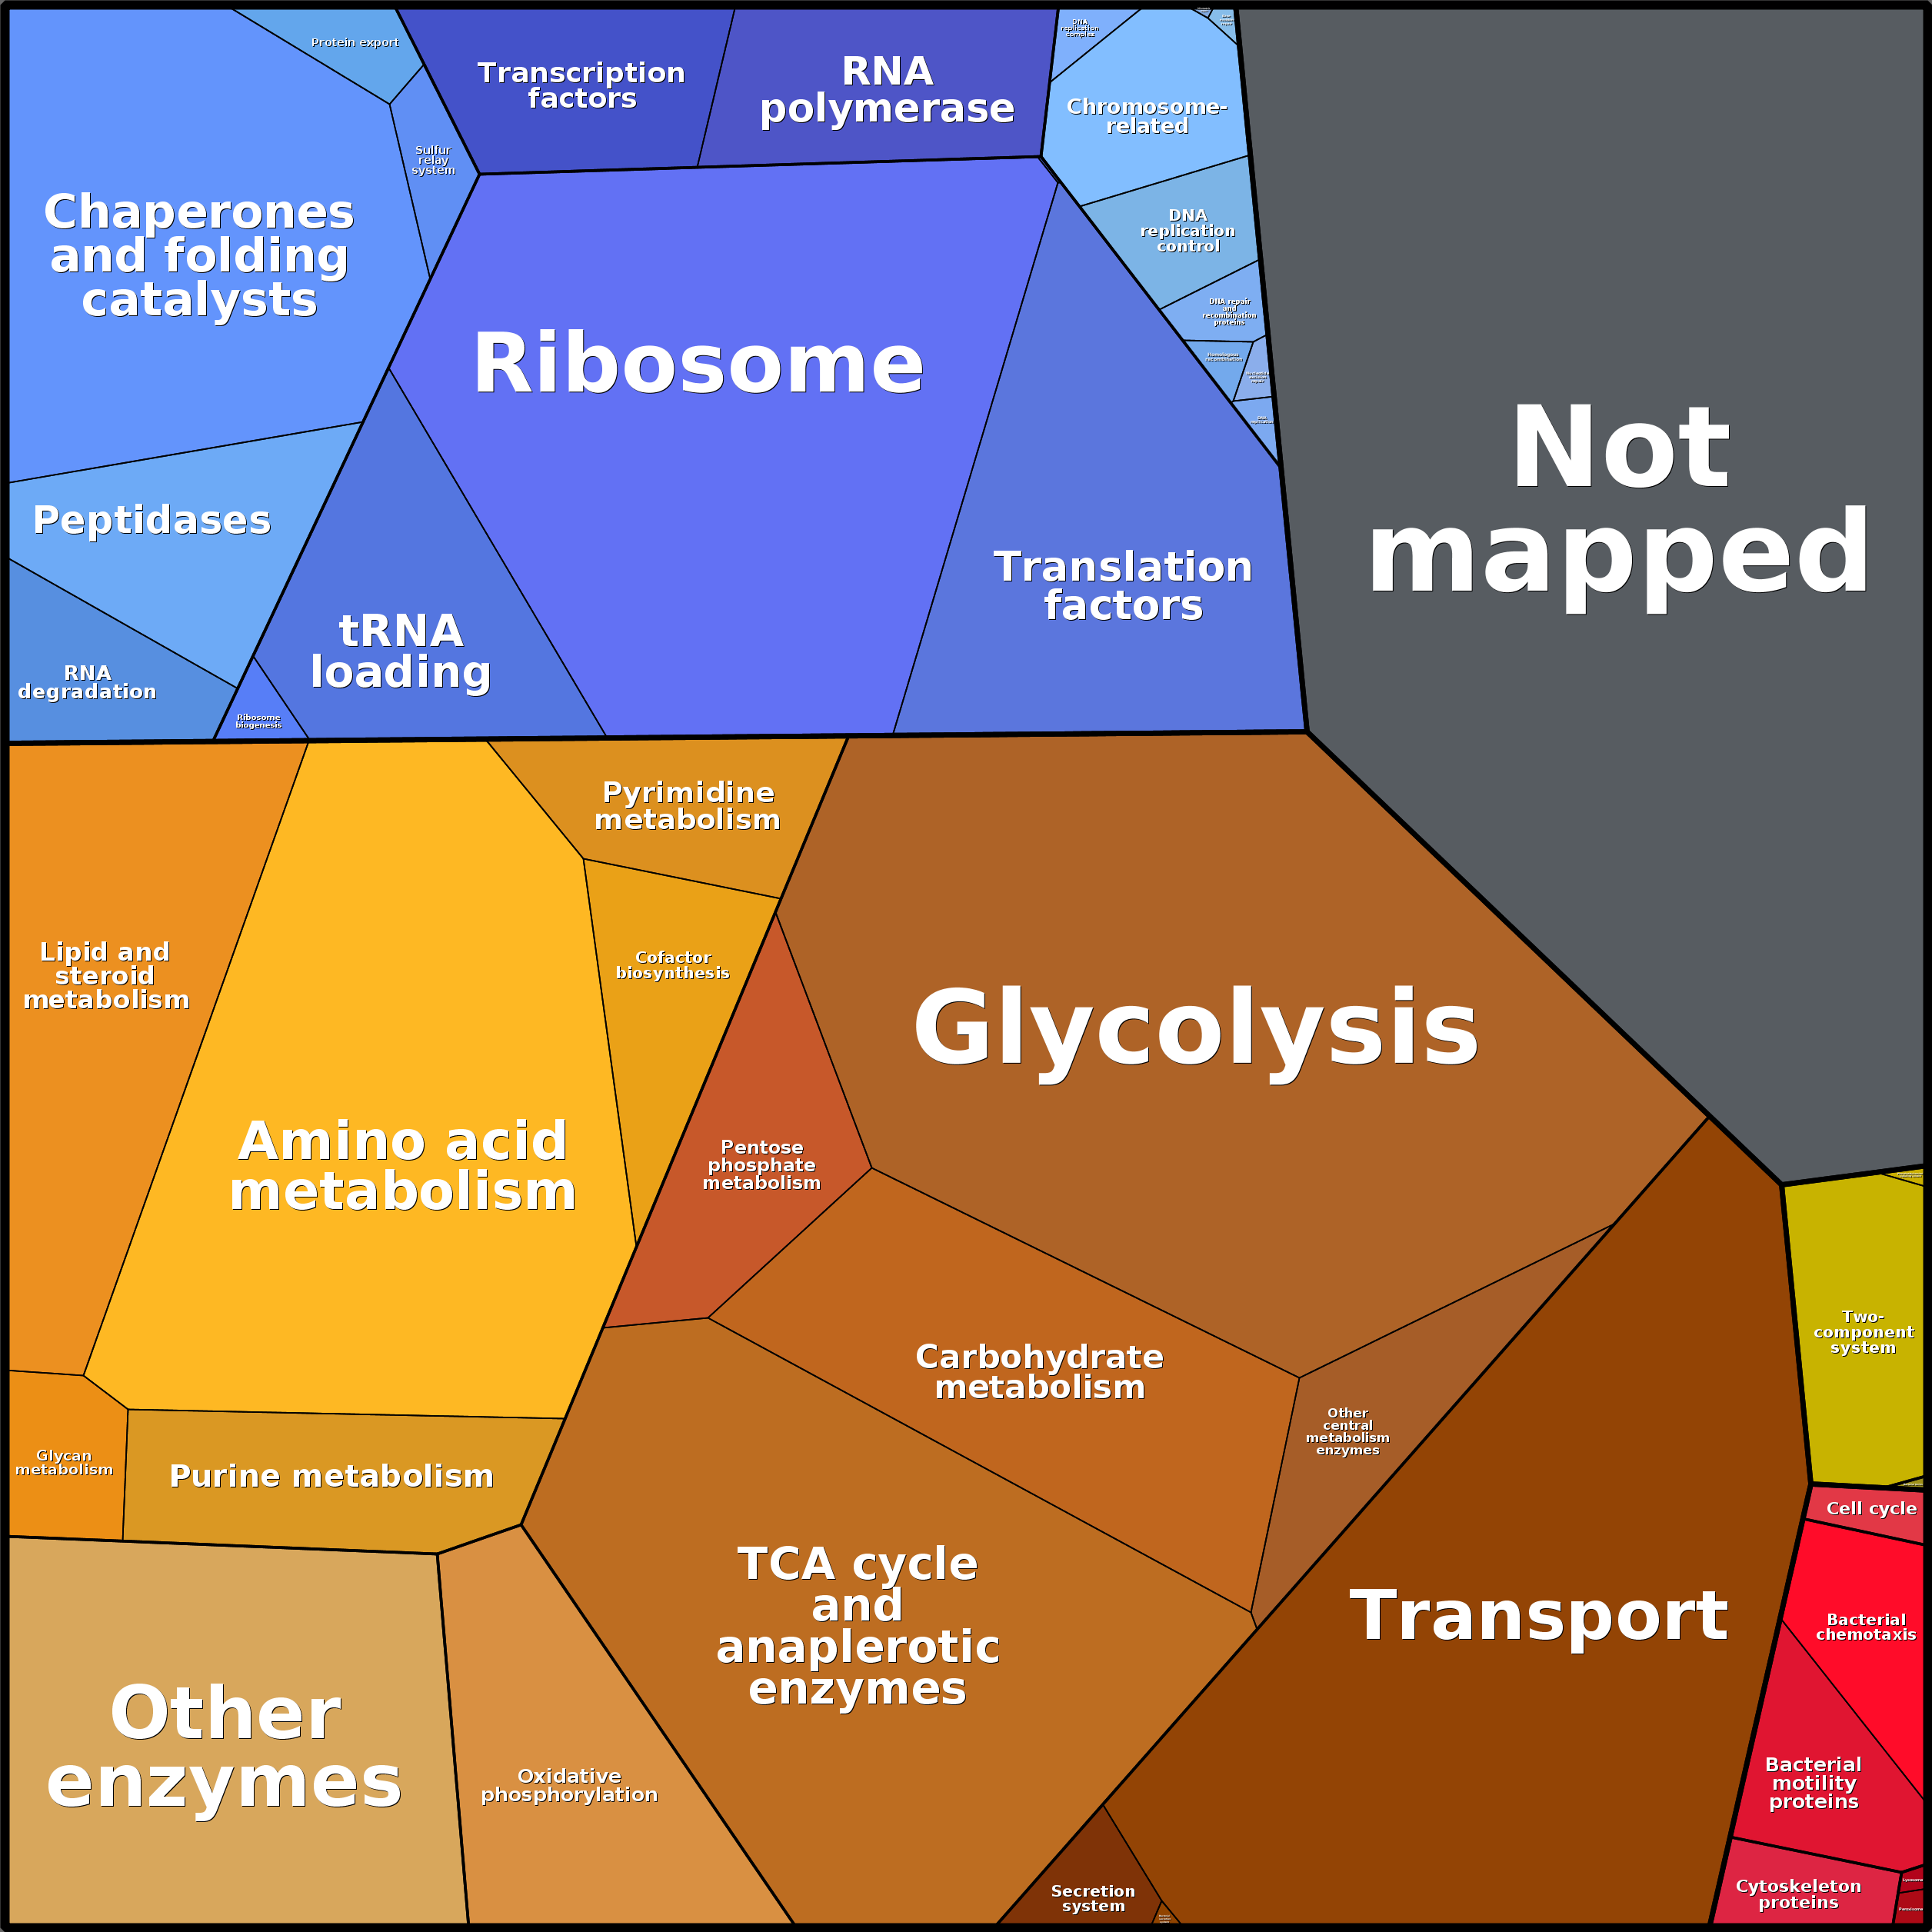 Protein export
Transcription
factors
RNA
polymerase
DNA
replication
complex
Chromosome-
related
Sulfur
relay
system
Chaperones
and folding
catalysts
DNA
replication
control
DNA repair
and
recombination
proteins
Homologous
recombination
Ribosome
Not
mapped
Peptidases
Translation
factors
tRNA
loading
RNA
degradation
Ribosome
biogenesis
Pyrimidine
metabolism
Lipid and
steroid
metabolism
Cofactor
biosynthesis
Glycolysis
Amino acid
metabolism
Pentose
phosphate
metabolism
Two-
component
system
Carbohydrate
metabolism
Other
central
metabolism
enzymes
Glycan
metabolism
Purine metabolism
Cell cycle
TCA cycle
and
anaplerotic
enzymes
Transport
Bacterial
chemotaxis
Other
enzymes
Oxidative
phosphorylation
Bacterial
motility
proteins
Secretion
system
Cytoskeleton
proteins